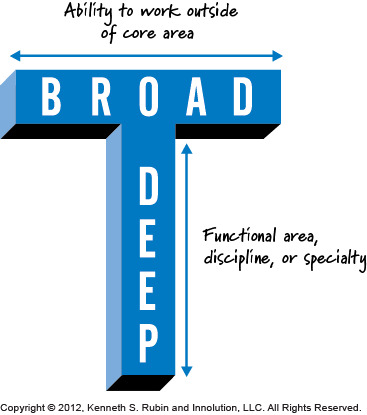 Ability to work outside
of core area
BROAD
DEEP
Functional area,
discipline, or specialty
Copyright © 2012, Kenneth S. Rubin and Innolution, LLC. All Rights Reserved.